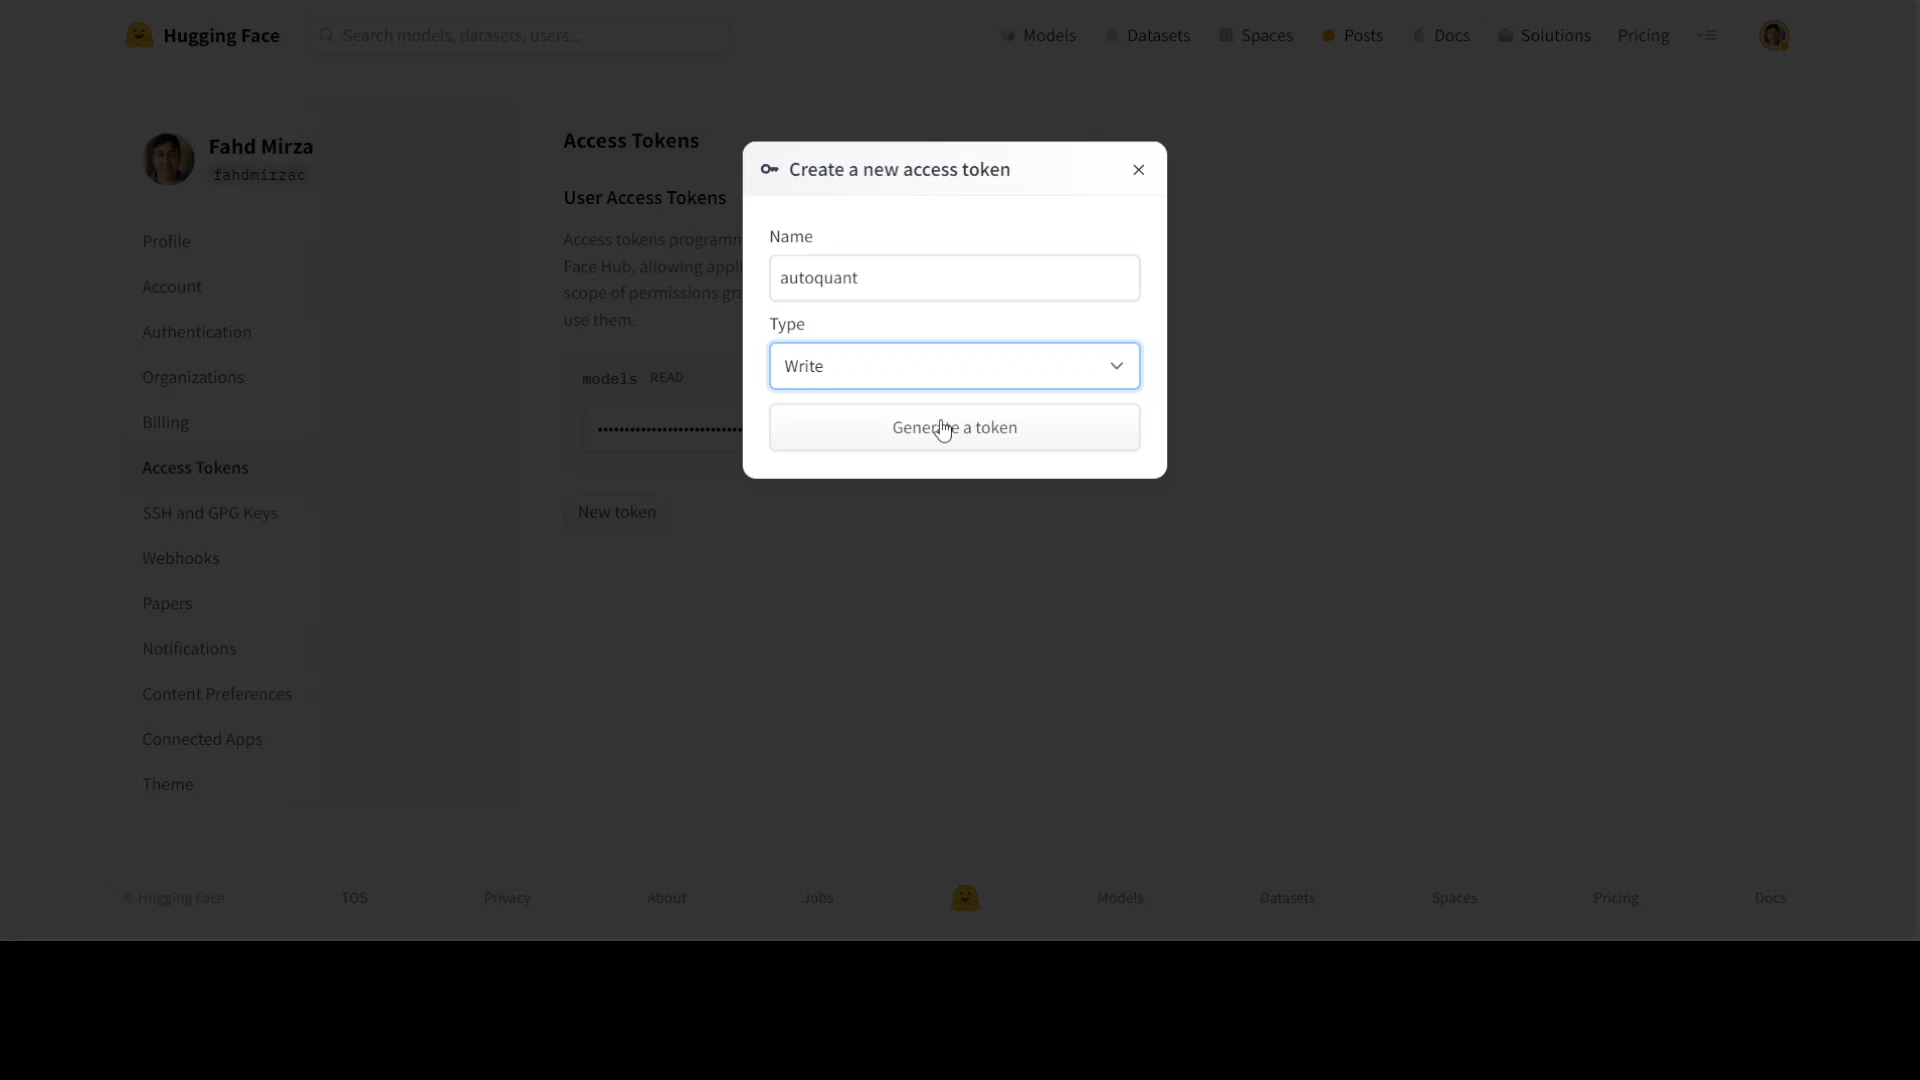 Hugging Face
Search models, datasets, users...
Models
Datasets
Spaces
Posts
Docs
Solutions
Pricing
Fahd Mirza
fahdmirzac
Profile
Account
Authentication
Organizations
Billing
Access Tokens
SSH and GPG Keys
Webhooks
Papers
Notifications
Content Preferences
Connected Apps
Theme
Access Tokens
User Access Tokens
Access tokens
Face Hub, allowing
scope of permissions
use them.
models READ
New token
Create a new access token
Name
autoquant
Type
Write
Generate a token
© Hugging Face
TOS
Privacy
About
Jobs
Models
Datasets
Spaces
Pricing
Docs